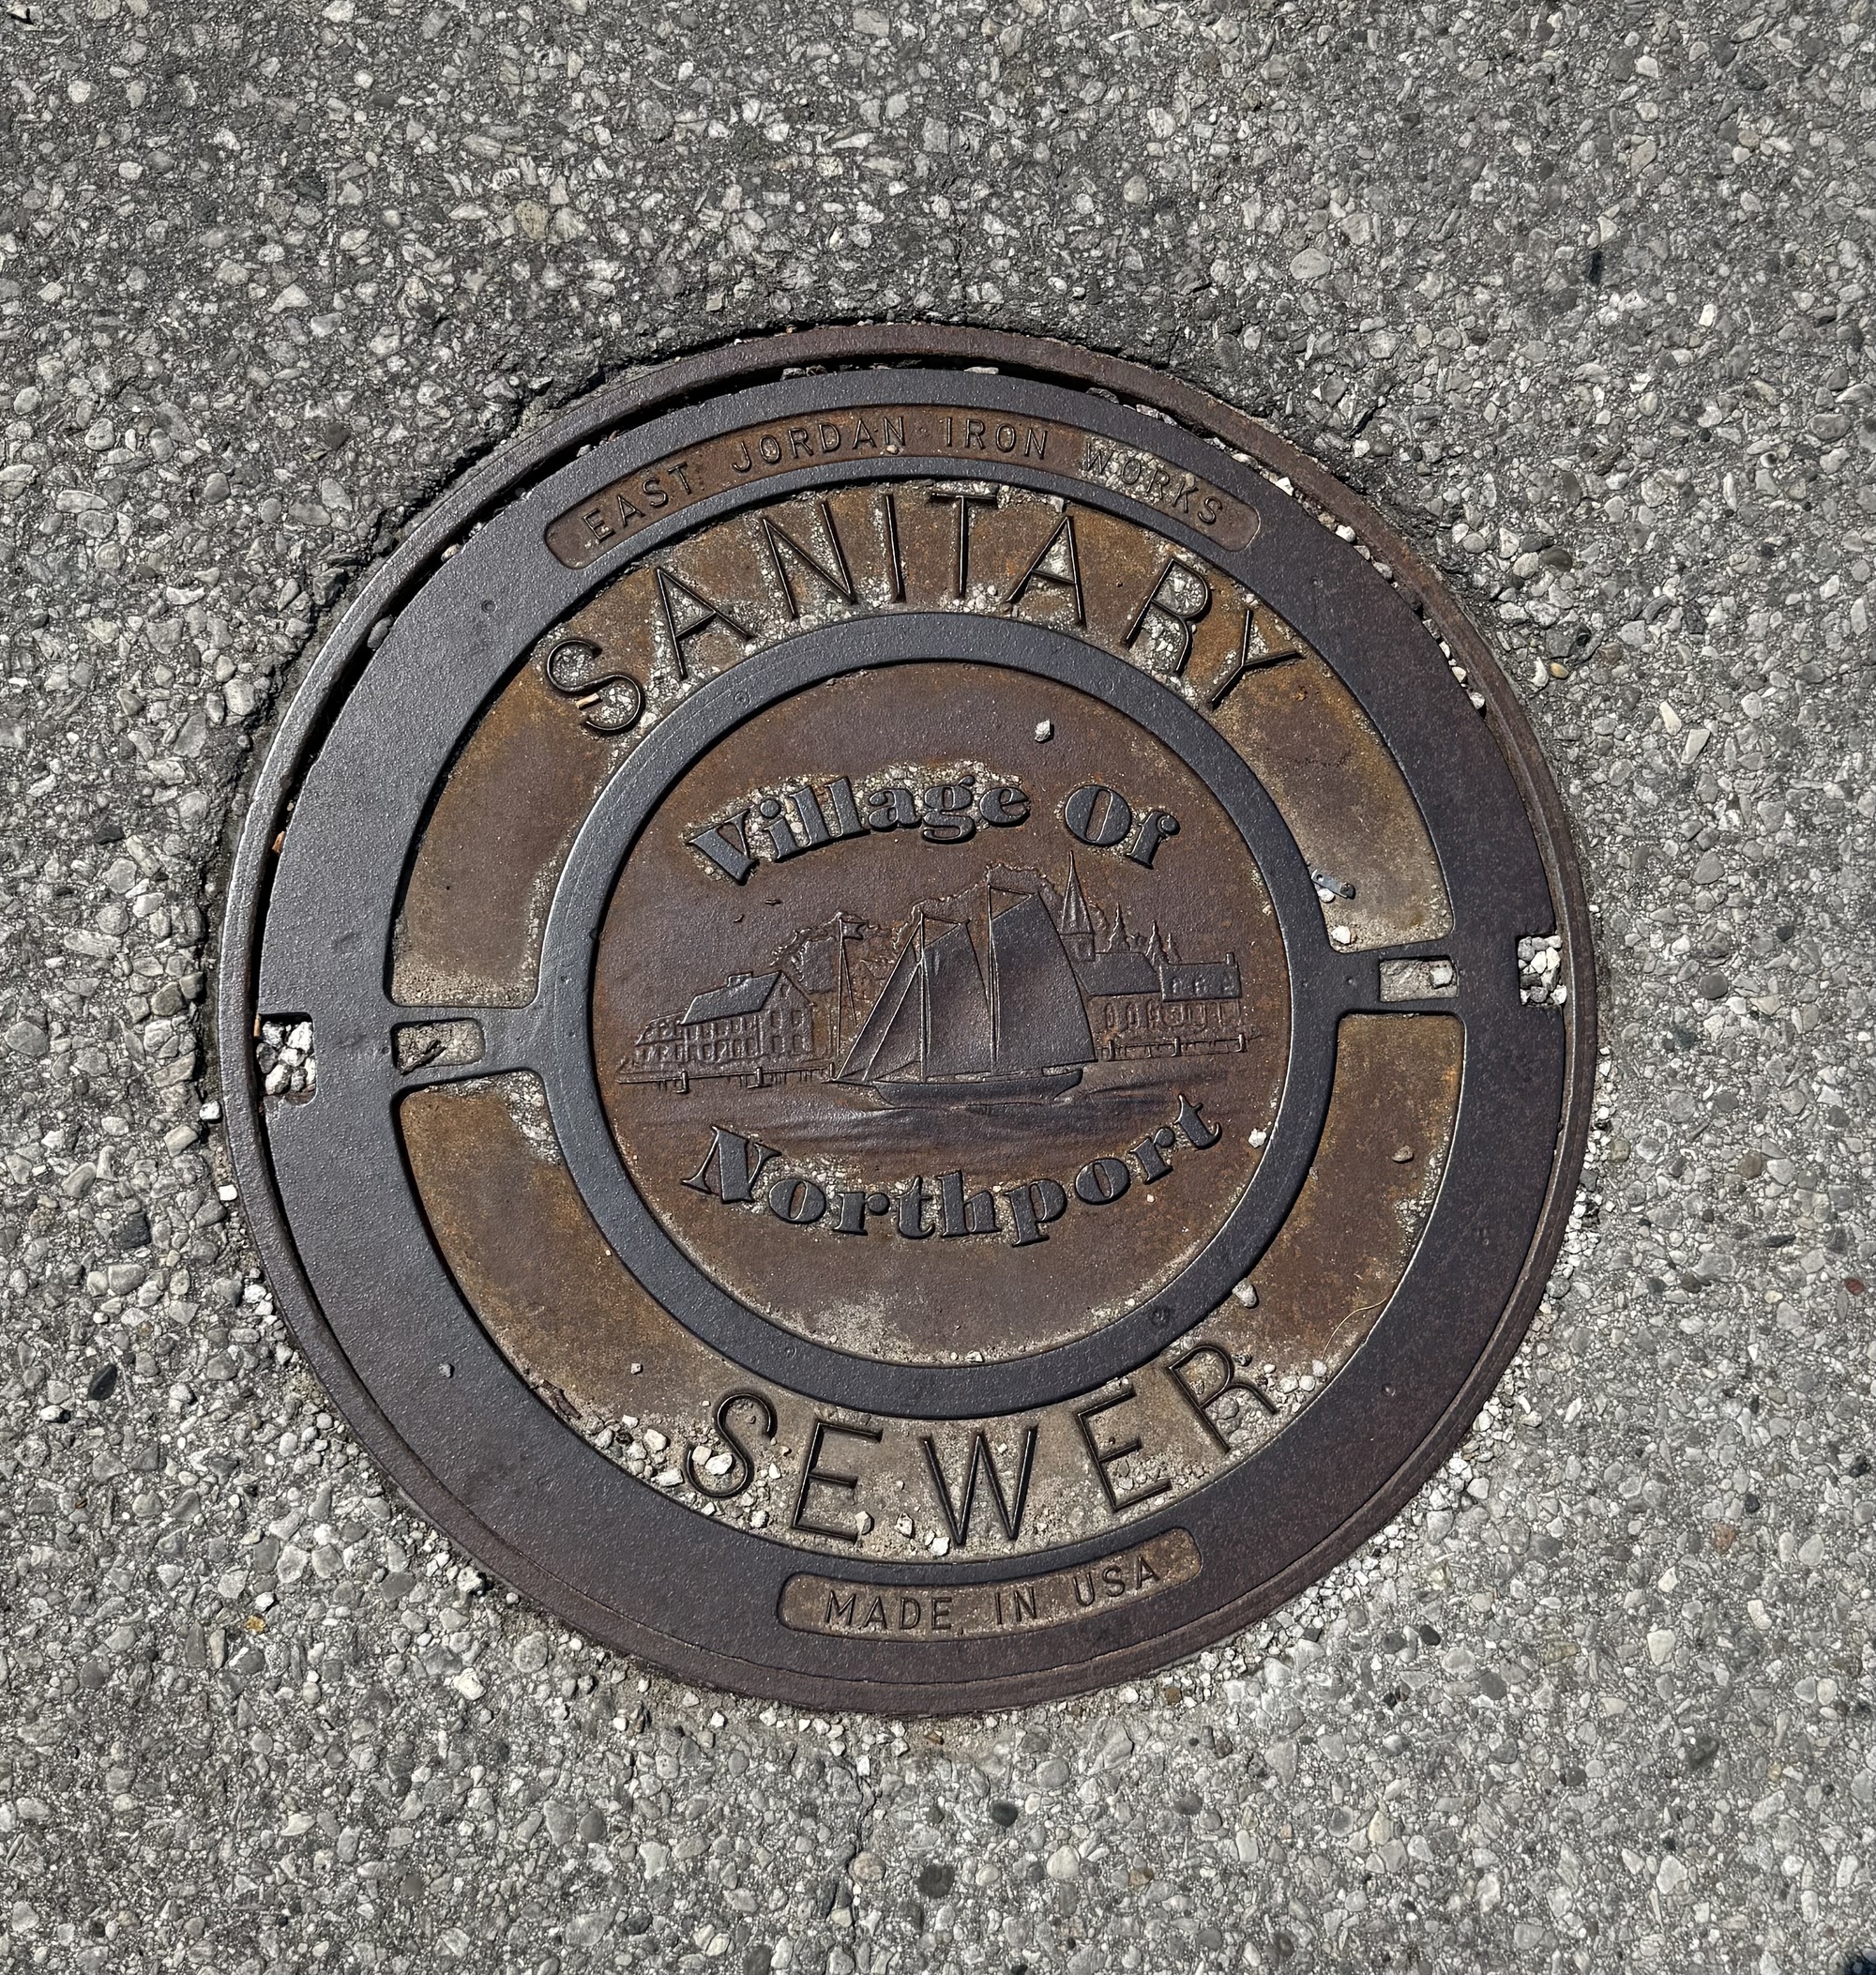 EAST JORDAN IRON WORKS
SANITARY
Village Of
Northport
SEWER
MADE IN USA